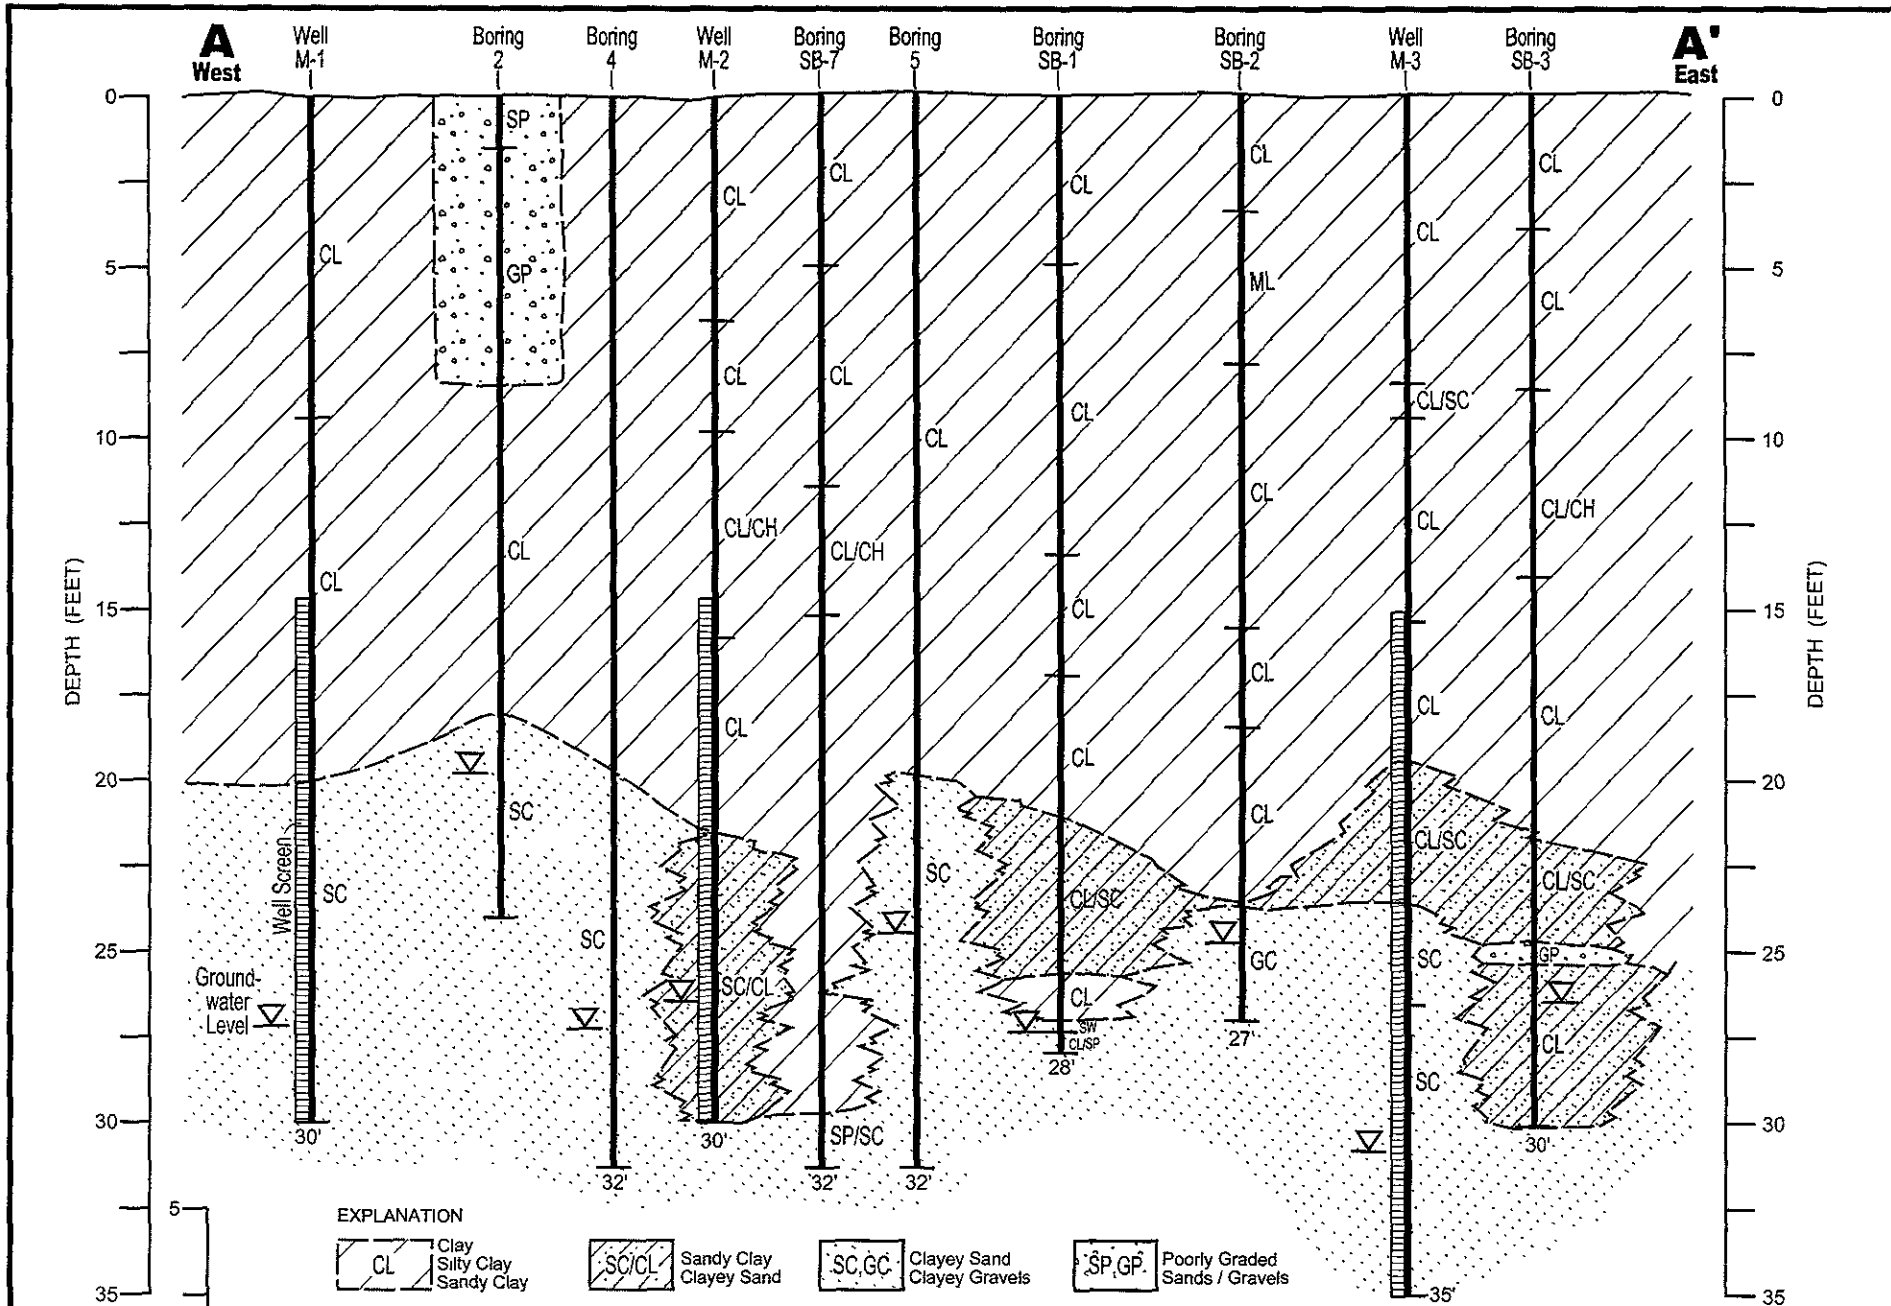 A
West
Well
M-1
Boring
2
Boring
4
Well
M-2
Boring
SB-7
Boring
5
Boring
SB-1
Boring
SB-2
Well
M-3
Boring
SB-3
A'
East
0
5
10
15
20
25
30
35
DEPTH (FEET)
CL
CL
Well Screen
SC
30'
Ground-
water
Level
SP
GP
CL
SC
SC
32'
CL
CL
CL/CH
CL
SC/CL
30'
CL
CL
CL/CH
SP/SC
32'
CL
SC
32'
CL
CL
CL
CL
CL/SC
CL
SW
CL/SP
28'
CL
ML
CL
CL
CL
GC
27'
CL
CL/SC
CL
CL
CL/SC
SC
SC
35'
CL
CL
CL/CH
CL
CL/SC
GP
CL
30'
0
5
10
15
20
25
30
35
DEPTH (FEET)
5
EXPLANATION
CL
Clay
Silty Clay
Sandy Clay
SC/CL
Sandy Clay
Clayey Sand
SC,GC
Clayey Sand
Clayey Gravels
SP,GP
Poorly Graded
Sands / Gravels